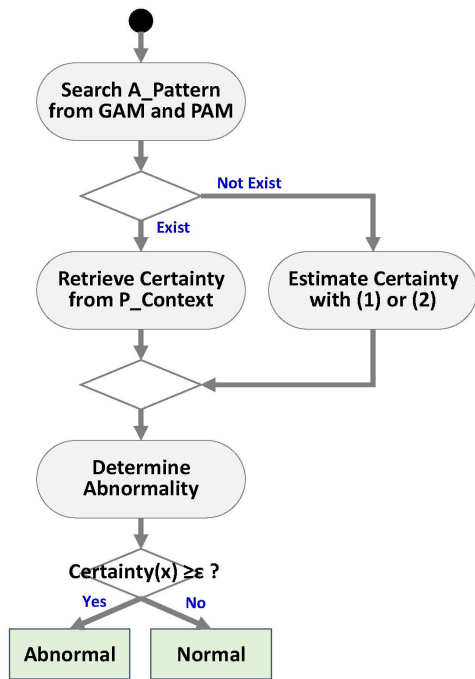 Search A_Pattern
from GAM and PAM
Not Exist
Exist
Retrieve Certainty
from P_Context
Estimate Certainty
with (1) or (2)
Determine
Abnormality
Certainty(x) ≥ε ?
Yes
No
Abnormal
Normal